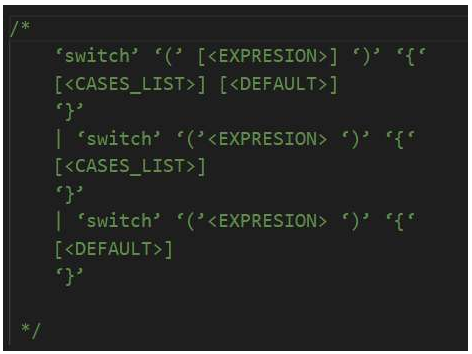 /*
‘switch’ ‘(’ [<EXPRESION>] ‘)’ ‘{‘
[<CASES_LIST>] [<DEFAULT>]
‘}’
| ‘switch’ ‘(’<EXPRESION> ‘)’ ‘{‘
[<CASES_LIST>]
‘}’
| ‘switch’ ‘(’<EXPRESION> ‘)’ ‘{‘
[<DEFAULT>]
‘}’
*/